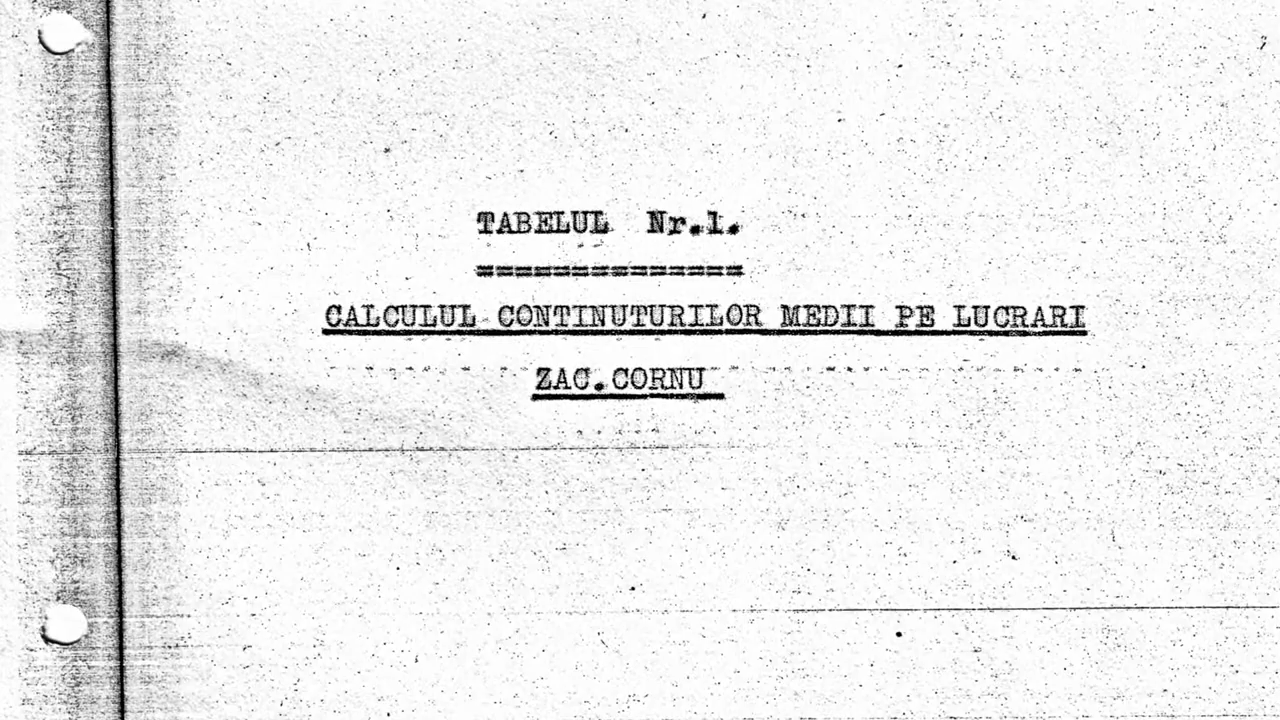 TABELUL Nr.1.
===============
CALCULUL CONTINUTURILOR MEDII PE LUCRARI
ZAC.CORNU